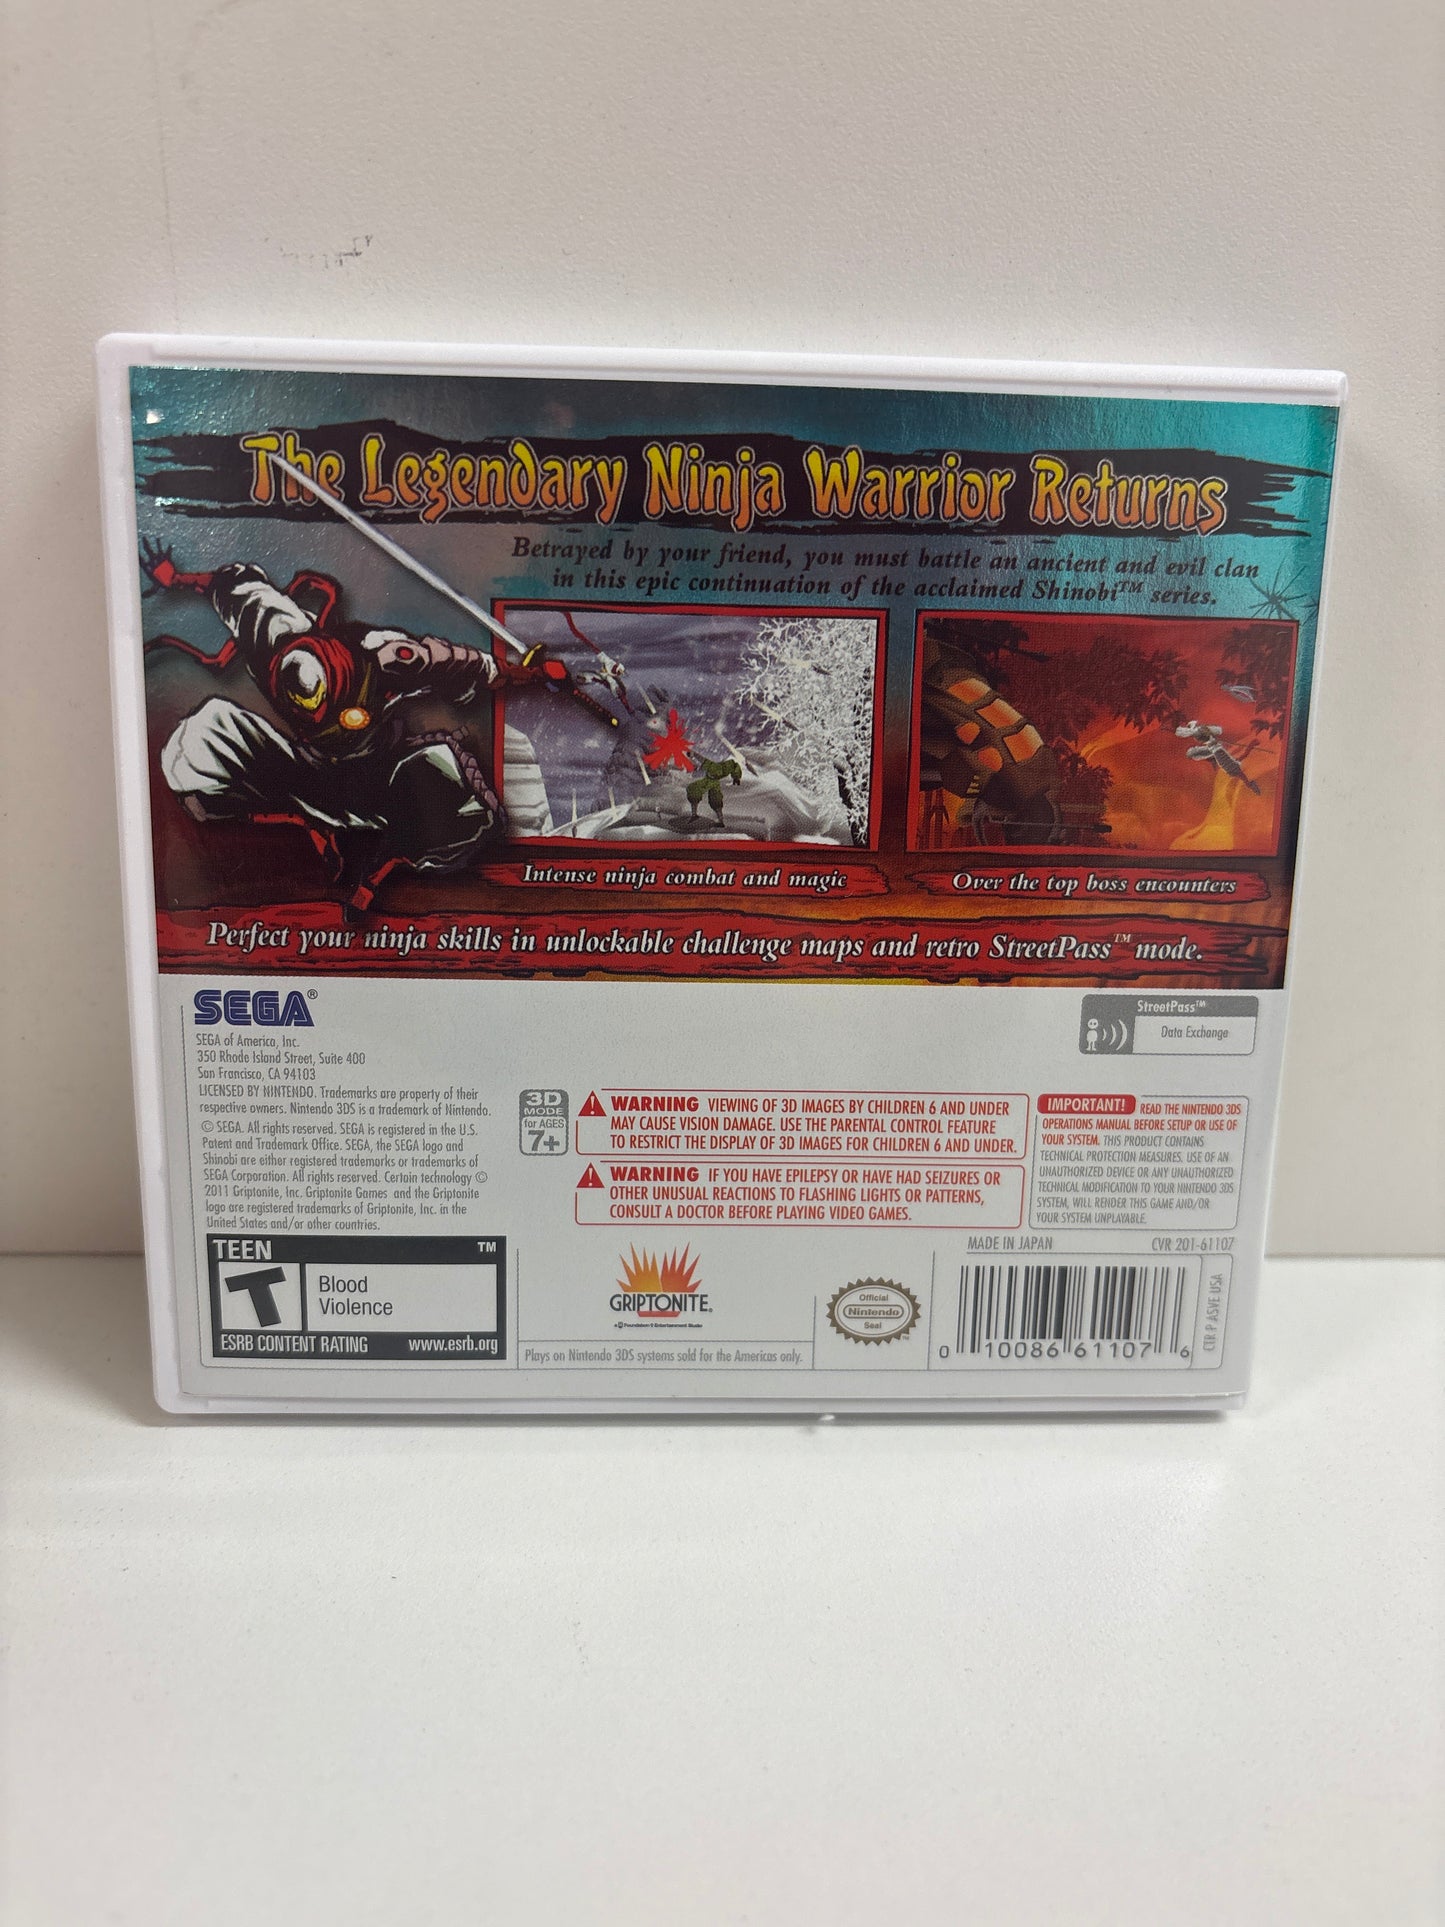 The Legendary Ninja Warrior Returns
Betrayed by your friend, you must battle an ancient and evil clan
in this epic continuation of the acclaimed Shinobi™ series.
Intense ninja combat and magic
Over the top boss encounters
Perfect your ninja skills in unlockable challenge maps and retro StreetPass™ mode.
SEGA®
SEGA of America, Inc.
350 Rhode Island Street, Suite 400
San Francisco, CA 94103
LICENSED BY NINTENDO. Trademarks are property of their
respective owners. Nintendo 3DS is a trademark of Nintendo.
© SEGA. All rights reserved. SEGA is registered in the U.S.
Patent and Trademark Office. SEGA, the SEGA logo and
Shinobi are either registered trademarks or trademarks of
SEGA Corporation. All rights reserved. Certain technology ©
2011 Griptonite, Inc. Griptonite Games and the Griptonite
logo are registered trademarks of Griptonite, Inc. in the
United States and/or other countries.
StreetPass™
Data Exchange
3D
MODE
for AGES
7+
WARNING VIEWING OF 3D IMAGES BY CHILDREN 6 AND UNDER
MAY CAUSE VISION DAMAGE. USE THE PARENTAL CONTROL FEATURE
TO RESTRICT THE DISPLAY OF 3D IMAGES FOR CHILDREN 6 AND UNDER.
WARNING IF YOU HAVE EPILEPSY OR HAVE HAD SEIZURES OR
OTHER UNUSUAL REACTIONS TO FLASHING LIGHTS OR PATTERNS,
CONSULT A DOCTOR BEFORE PLAYING VIDEO GAMES.
IMPORTANT! READ THE NINTENDO 3DS
OPERATIONS MANUAL BEFORE SETUP OR USE OF
YOUR SYSTEM. THIS PRODUCT CONTAINS
TECHNICAL PROTECTION MEASURES. USE OF AN
UNAUTHORIZED DEVICE OR ANY UNAUTHORIZED
TECHNICAL MODIFICATION TO YOUR NINTENDO 3DS
SYSTEM, WILL RENDER THIS GAME AND/OR
YOUR SYSTEM UNPLAYABLE.
TEEN ™
T
Blood
Violence
ESRB CONTENT RATING www.esrb.org
GRIPTONITE®
a Foundation 9 Entertainment Studio
Plays on Nintendo 3DS systems sold for the Americas only.
Official
Nintendo
Seal
MADE IN JAPAN CVR 201-61107
0 10086 61107 6
CTR P ASVE USA